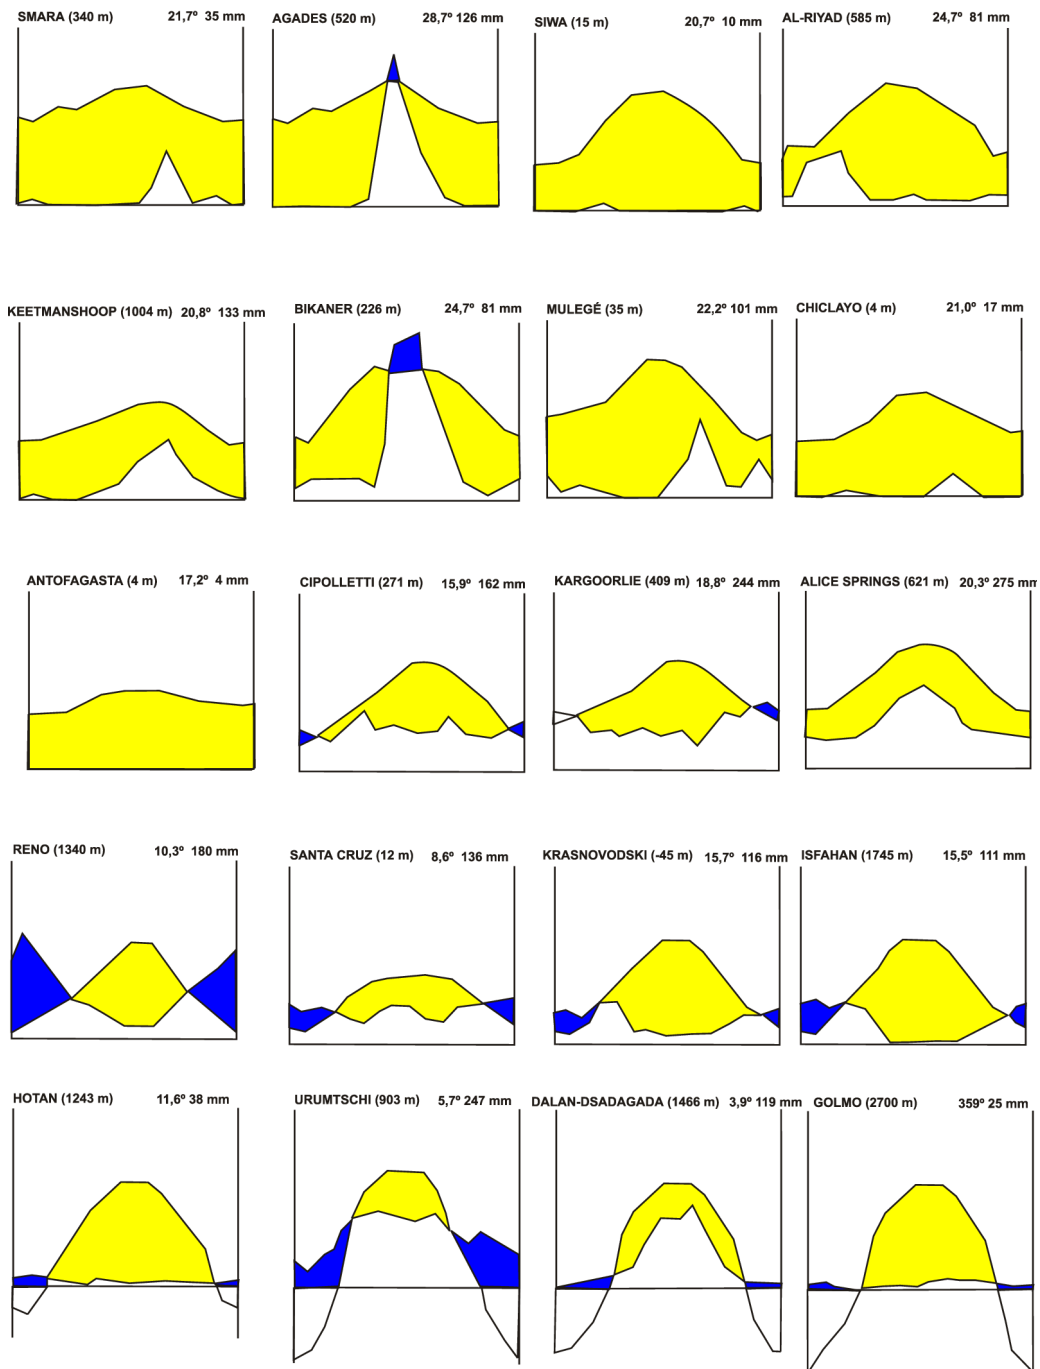 SMARA (340 m) 21,7º 35 mm
AGADES (520 m) 28,7º 126 mm
SIWA (15 m) 20,7º 10 mm
AL-RIYAD (585 m) 24,7º 81 mm
KEETMANSHOOP (1004 m) 20,8º 133 mm
BIKANER (226 m) 24,7º 81 mm
MULEGÉ (35 m) 22,2º 101 mm
CHICLAYO (4 m) 21,0º 17 mm
ANTOFAGASTA (4 m) 17,2º 4 mm
CIPOLLETTI (271 m) 15,9º 162 mm
KARGOORLIE (409 m) 18,8º 244 mm
ALICE SPRINGS (621 m) 20,3º 275 mm
RENO (1340 m) 10,3º 180 mm
SANTA CRUZ (12 m) 8,6º 136 mm
KRASNOVODSKI (-45 m) 15,7º 116 mm
ISFAHAN (1745 m) 15,5º 111 mm
HOTAN (1243 m) 11,6º 38 mm
URUMTSCHI (903 m) 5,7º 247 mm
DALAN-DSADAGADA (1466 m) 3,9º 119 mm
GOLMO (2700 m) 359º 25 mm